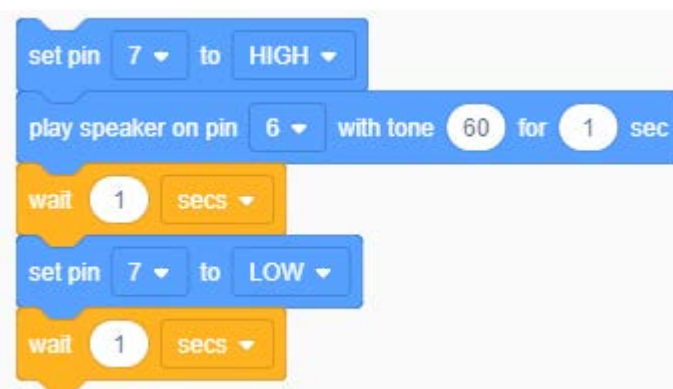 set pin 7 to HIGH
play speaker on pin 6 with tone 60 for 1 sec
wait 1 secs
set pin 7 to LOW
wait 1 secs